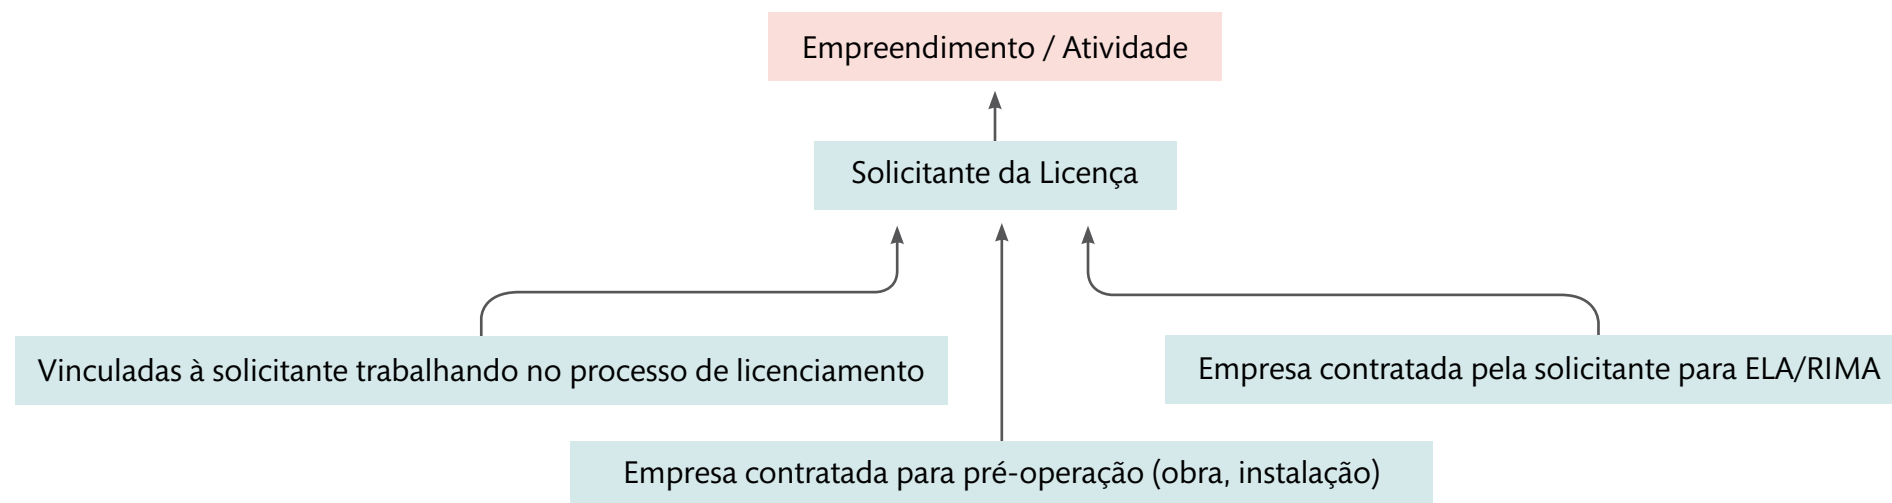 Empreendimento / Atividade
Solicitante da Licença
Vinculadas à solicitante trabalhando no processo de licenciamento
Empresa contratada pela solicitante para ELA/RIMA
Empresa contratada para pré-operação (obra, instalação)